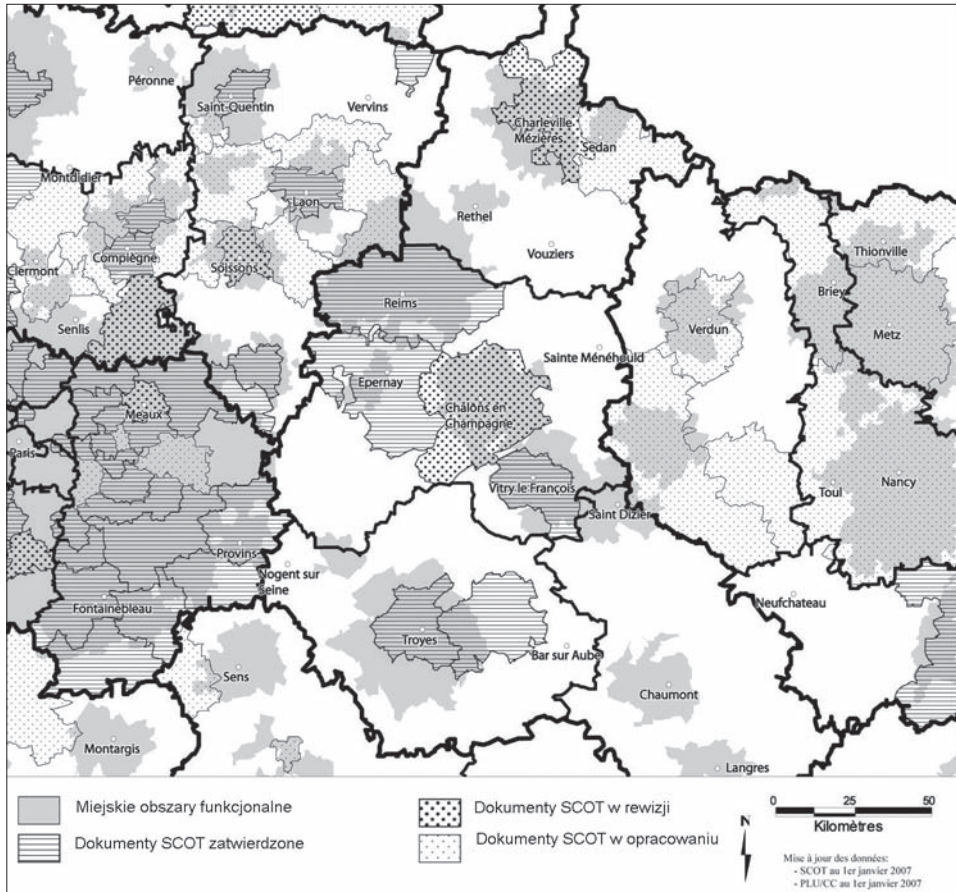 Péronne
Saint-Quentin
Vervins
Charleville
Mézières
Sedan
Montdidier
Laon
Rethel
Thionville
Clermont
Compiègne
Soissons
Vouziers
Briey
Senlis
Reims
Verdun
Metz
Sainte Ménéhould
Epernay
Meaux
Châlons en
Champagne
Paris
Vitry le François
Toul
Nancy
Saint Dizier
Provins
Nogent sur
Seine
Fontainebleau
Neufchateau
Troyes
Bar sur Aube
Sens
Chaumont
Montargis
Langres
Miejskie obszary funkcjonalne
Dokumenty SCOT zatwierdzone
Dokumenty SCOT w rewizji
Dokumenty SCOT w opracowaniu
N
0 25 50
Kilomètres
Mise à jour des données:
- SCOT au 1er janvier 2007
- PLU/CC au 1er janvier 2007